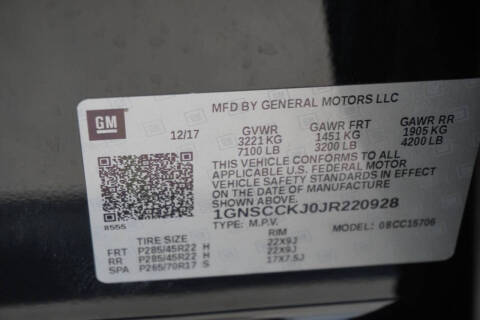 MFD BY GENERAL MOTORS LLC
GM
12/17 GVWR GAWR FRT GAWR RR
3221 KG 1451 KG 1905 KG
7100 LB 3200 LB 4200 LB
THIS VEHICLE CONFORMS TO ALL
APPLICABLE U.S. FEDERAL MOTOR
VEHICLE SAFETY STANDARDS IN EFFECT
ON THE DATE OF MANUFACTURE
SHOWN ABOVE.
1GNSCCKJ0JR220928
8555
TYPE: M.P.V. MODEL: 0BCC15706
TIRE SIZE RIM
FRT P285/45R22 H 22X9J
RR P285/45R22 H 22X9J
SPA P265/70R17 S 17X7.5J